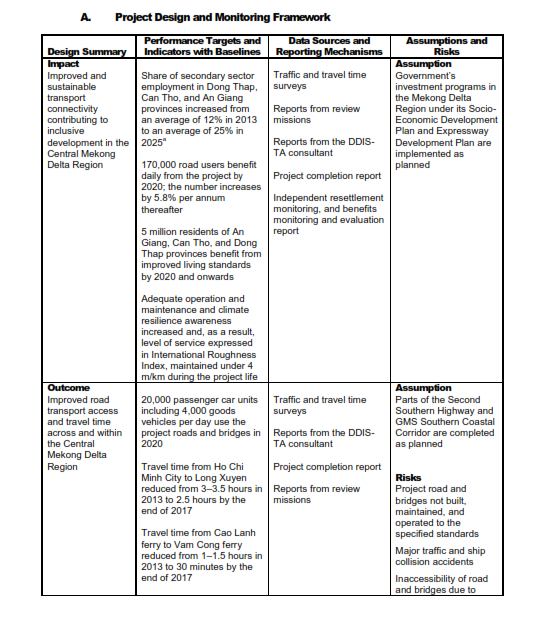 A. Project Design and Monitoring Framework
Design Summary
Performance Targets and
Indicators with Baselines
Data Sources and
Reporting Mechanisms
Assumptions and
Risks
Impact
Improved and
sustainable
transport
connectivity
contributing to
inclusive
development in the
Central Mekong
Delta Region
Share of secondary sector
employment in Dong Thap,
Can Tho, and An Giang
provinces increased from
an average of 12% in 2013
to an average of 25% in
2025ᵃ
170,000 road users benefit
daily from the project by
2020; the number increases
by 5.8% per annum
thereafter
5 million residents of An
Giang, Can Tho, and Dong
Thap provinces benefit from
improved living standards
by 2020 and onwards
Adequate operation and
maintenance and climate
resilience awareness
increased and, as a result,
level of service expressed
in International Roughness
Index, maintained under 4
m/km during the project life
Traffic and travel time
surveys
Reports from review
missions
Reports from the DDIS-
TA consultant
Project completion report
Independent resettlement
monitoring, and benefits
monitoring and evaluation
report
Assumption
Government's
investment programs in
the Mekong Delta
Region under its Socio-
Economic Development
Plan and Expressway
Development Plan are
implemented as
planned
Outcome
Improved road
transport access
and travel time
across and within
the Central
Mekong Delta
Region
20,000 passenger car units
including 4,000 goods
vehicles per day use the
project roads and bridges in
2020
Travel time from Ho Chi
Minh City to Long Xuyen
reduced from 3–3.5 hours in
2013 to 2.5 hours by the
end of 2017
Travel time from Cao Lanh
ferry to Vam Cong ferry
reduced from 1–1.5 hours in
2013 to 30 minutes by the
end of 2017
Traffic and travel time
surveys
Reports from the DDIS-
TA consultant
Project completion report
Reports from review
missions
Assumption
Parts of the Second
Southern Highway and
GMS Southern Coastal
Corridor are completed
as planned
Risks
Project road and
bridges not built,
maintained, and
operated to the
specified standards
Major traffic and ship
collision accidents
Inaccessibility of road
and bridges due to